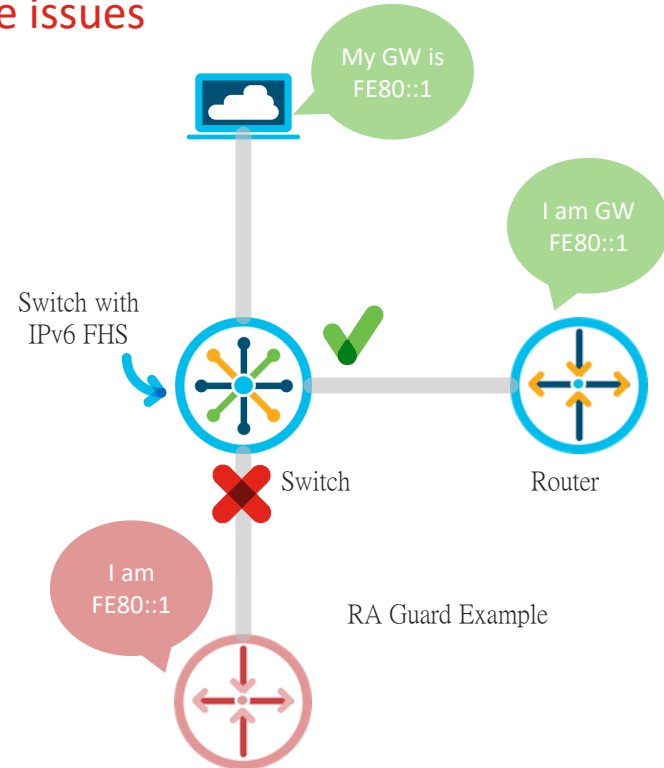 e issues
My GW is
FE80::1
I am GW
FE80::1
Switch with
IPv6 FHS
Switch
Router
I am
FE80::1
RA Guard Example